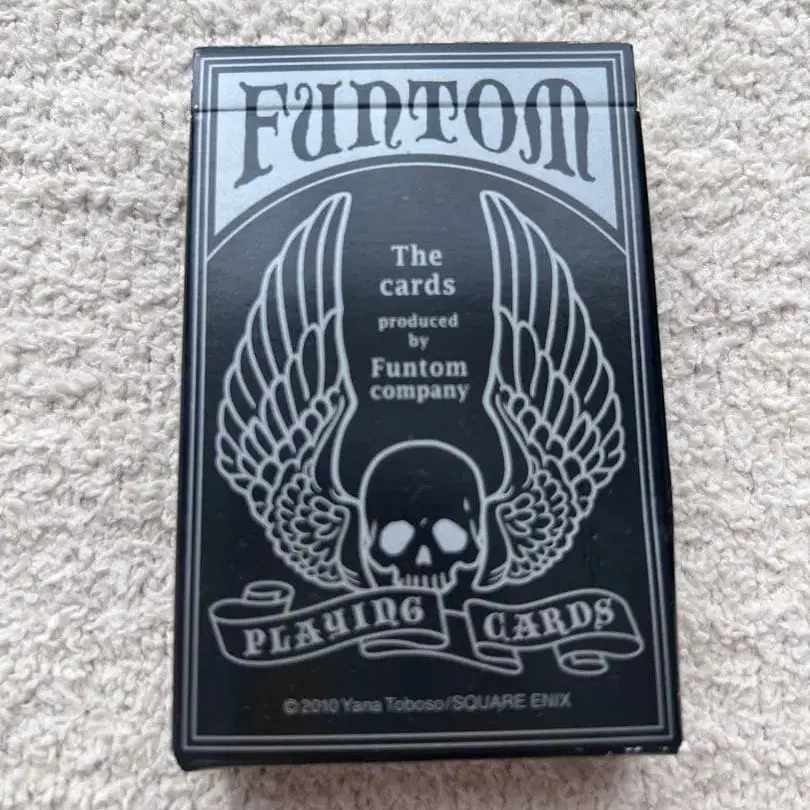 FUNTOM
The
cards
produced
by
Funtom
company
PLAYING CARDS
© 2010 Yana Toboso/SQUARE ENIX